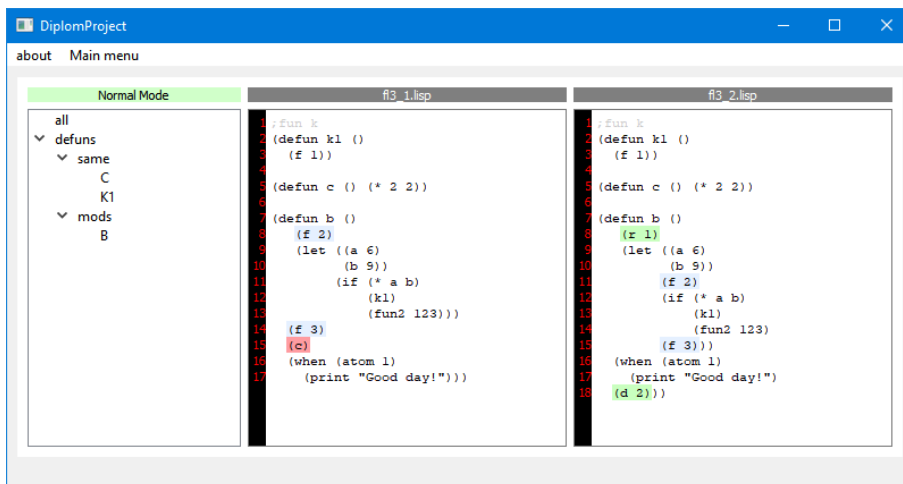 DiplomProject
about Main menu
Normal Mode
all
defuns
same
C
K1
mods
B
fl3_1.lisp
1 ;fun k
2 (defun k1 ()
3 (f 1))
4
5 (defun c () (* 2 2))
6
7 (defun b ()
8 (f 2)
9 (let ((a 6)
10 (b 9))
11 (if (* a b)
12 (k1)
13 (fun2 123)))
14 (f 3)
15 (c)
16 (when (atom l)
17 (print "Good day!")))
fl3_2.lisp
1 ;fun k
2 (defun k1 ()
3 (f 1))
4
5 (defun c () (* 2 2))
6
7 (defun b ()
8 (r 1)
9 (let ((a 6)
10 (b 9))
11 (f 2)
12 (if (* a b)
13 (k1)
14 (fun2 123)
15 (f 3)))
16 (when (atom l)
17 (print "Good day!")
18 (d 2)))